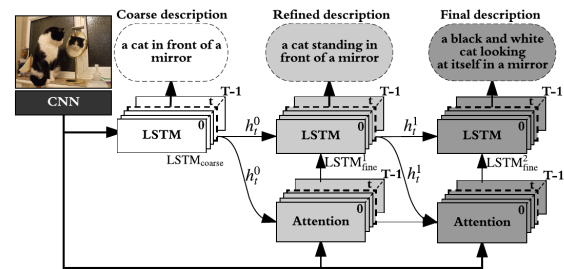 Coarse description
Refined description
Final description
a cat in front of a
mirror
a cat standing in
front of a mirror
a black and white
cat looking
at itself in a mirror
CNN
T-1
t
0
LSTM
LSTM_coarse
h_t^0
h_t^0
T-1
t
0
LSTM
LSTM_fine^1
h_t^1
h_t^1
T-1
t
0
LSTM
LSTM_fine^2
T-1
t
0
Attention
T-1
t
0
Attention